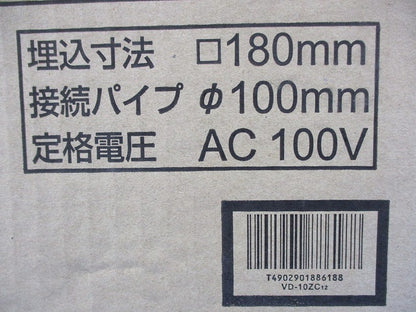 埋込寸法 □180mm
接続パイプ φ100mm
定格電圧 AC 100V
T4902901886188
VD-10ZC₁₂